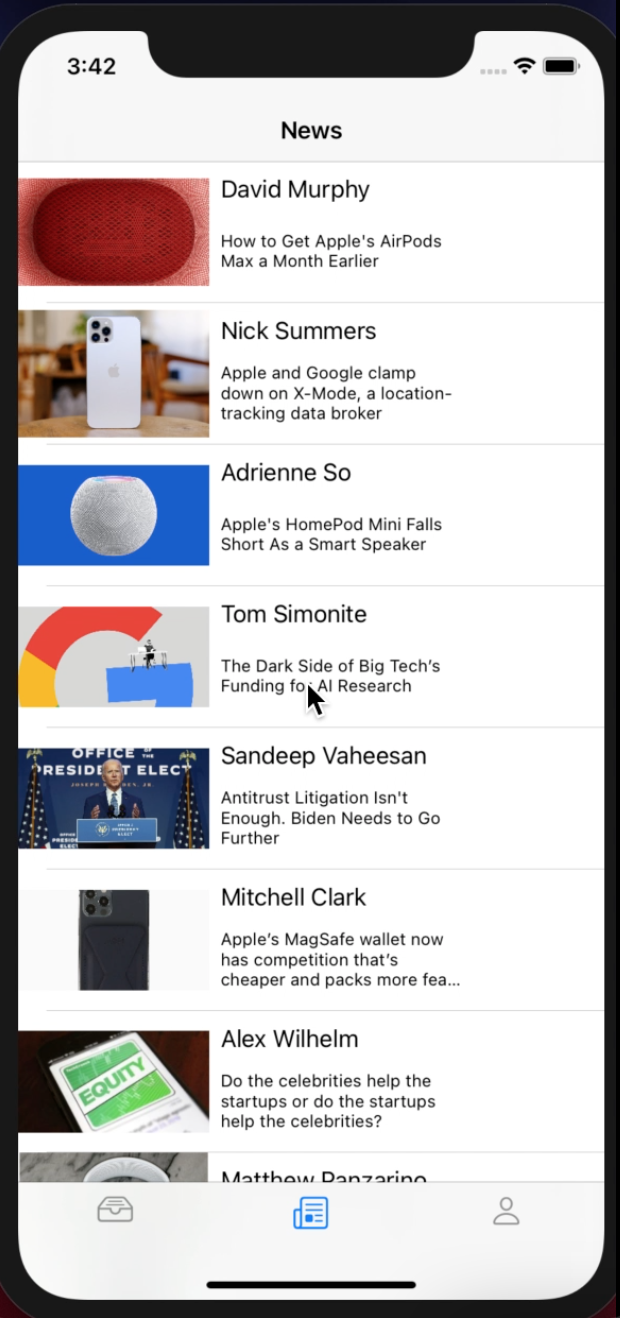 3:42
News
David Murphy
How to Get Apple's AirPods
Max a Month Earlier
Nick Summers
Apple and Google clamp
down on X-Mode, a location-
tracking data broker
Adrienne So
Apple's HomePod Mini Falls
Short As a Smart Speaker
Tom Simonite
The Dark Side of Big Tech’s
Funding for AI Research
OFFICE OF THE
PRESIDENT ELECT
Sandeep Vaheesan
Antitrust Litigation Isn't
Enough. Biden Needs to Go
Further
Mitchell Clark
Apple’s MagSafe wallet now
has competition that’s
cheaper and packs more fea...
EQUITY
Alex Wilhelm
Do the celebrities help the
startups or do the startups
help the celebrities?
Matthew Panzarino